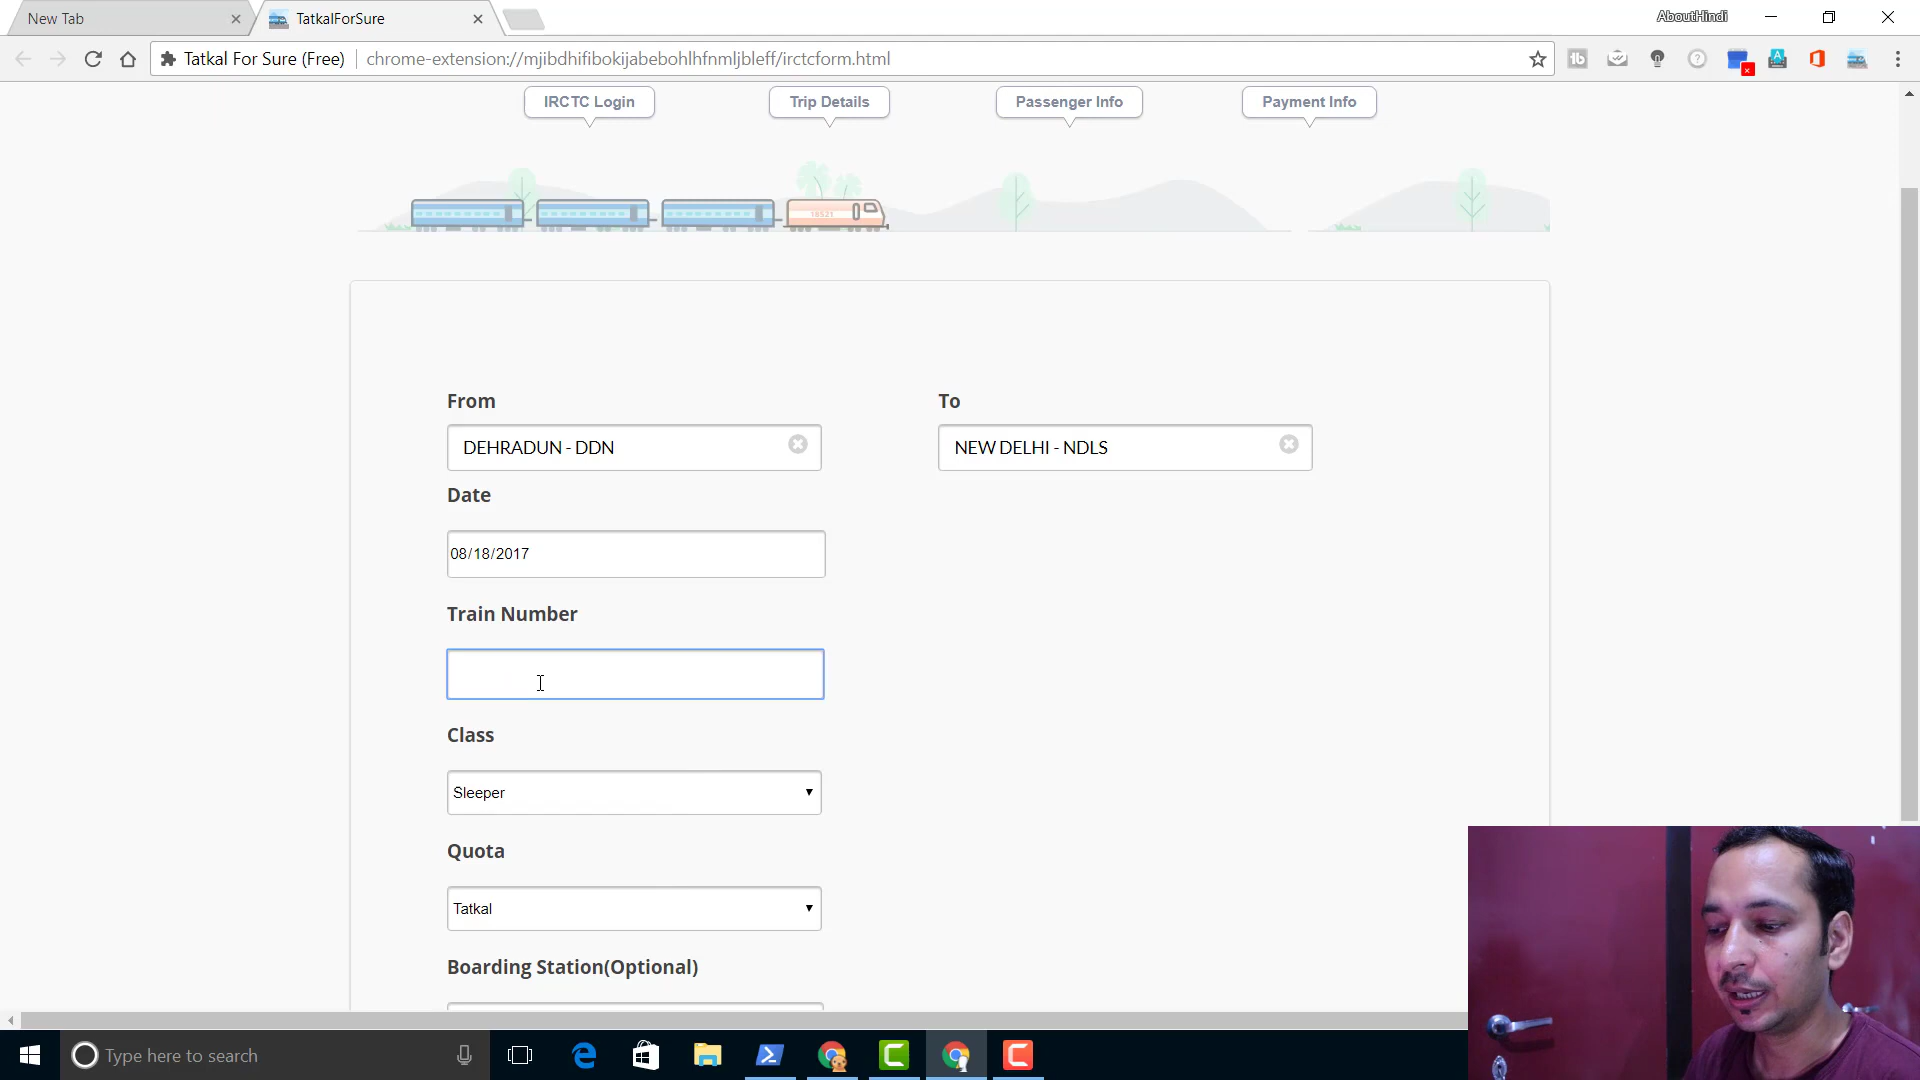 New Tab
TatkalForSure
AboutHindi
Tatkal For Sure (Free)
chrome-extension://mjibdhifibokijabebohlhfnmljbleff/irctcform.html
IRCTC Login
Trip Details
Passenger Info
Payment Info
18521
From
To
DEHRADUN - DDN
NEW DELHI - NDLS
Date
08/18/2017
Train Number
Class
Sleeper
Quota
Tatkal
Boarding Station(Optional)
Type here to search